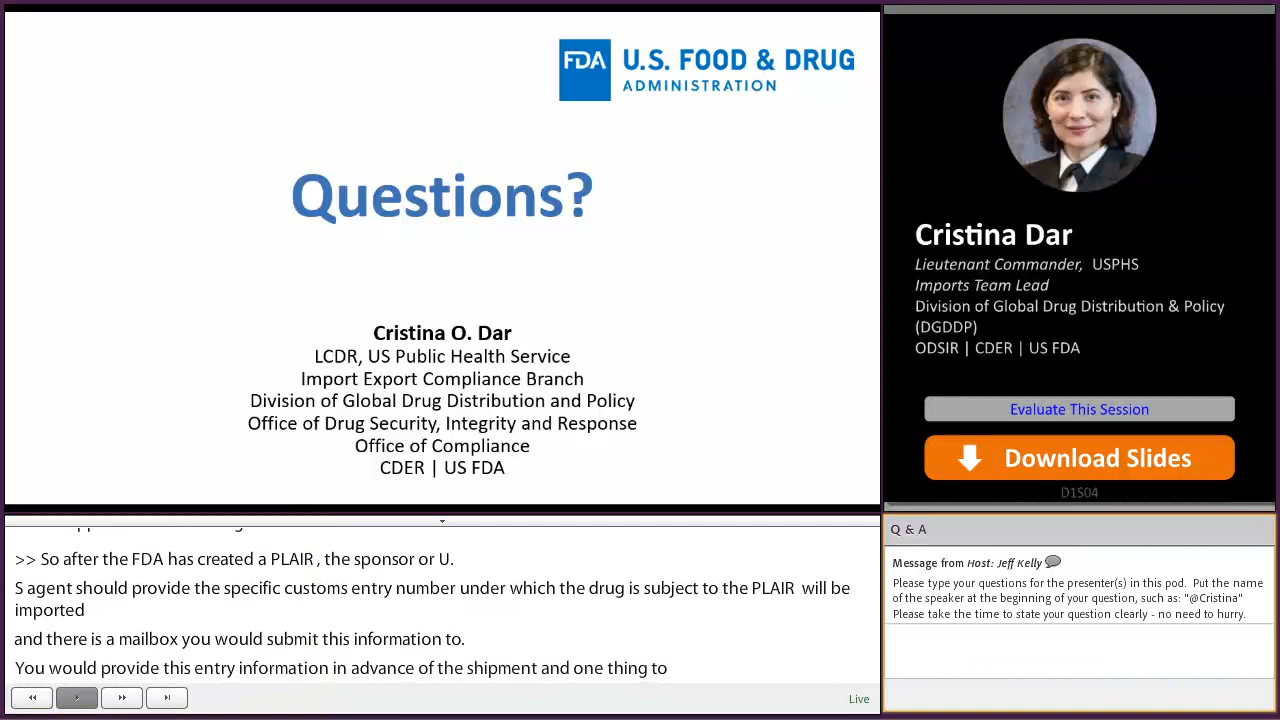 FDA
U.S. FOOD & DRUG
ADMINISTRATION
Questions?
Cristina O. Dar
LCDR, US Public Health Service
Import Export Compliance Branch
Division of Global Drug Distribution and Policy
Office of Drug Security, Integrity and Response
Office of Compliance
CDER | US FDA
Cristina Dar
Lieutenant Commander, USPHS
Imports Team Lead
Division of Global Drug Distribution & Policy
(DGDDP)
ODSIR | CDER | US FDA
Evaluate This Session
Download Slides
D1S04
>> So after the FDA has created a PLAIR , the sponsor or U.
S agent should provide the specific customs entry number under which the drug is subject to the PLAIR will be
imported
and there is a mailbox you would submit this information to.
You would provide this entry information in advance of the shipment and one thing to
Live
Q & A
Message from Host: Jeff Kelly
Please type your questions for the presenter(s) in this pod. Put the name
of the speaker at the beginning of your question, such as: "@Cristina"
Please take the time to state your question clearly - no need to hurry.